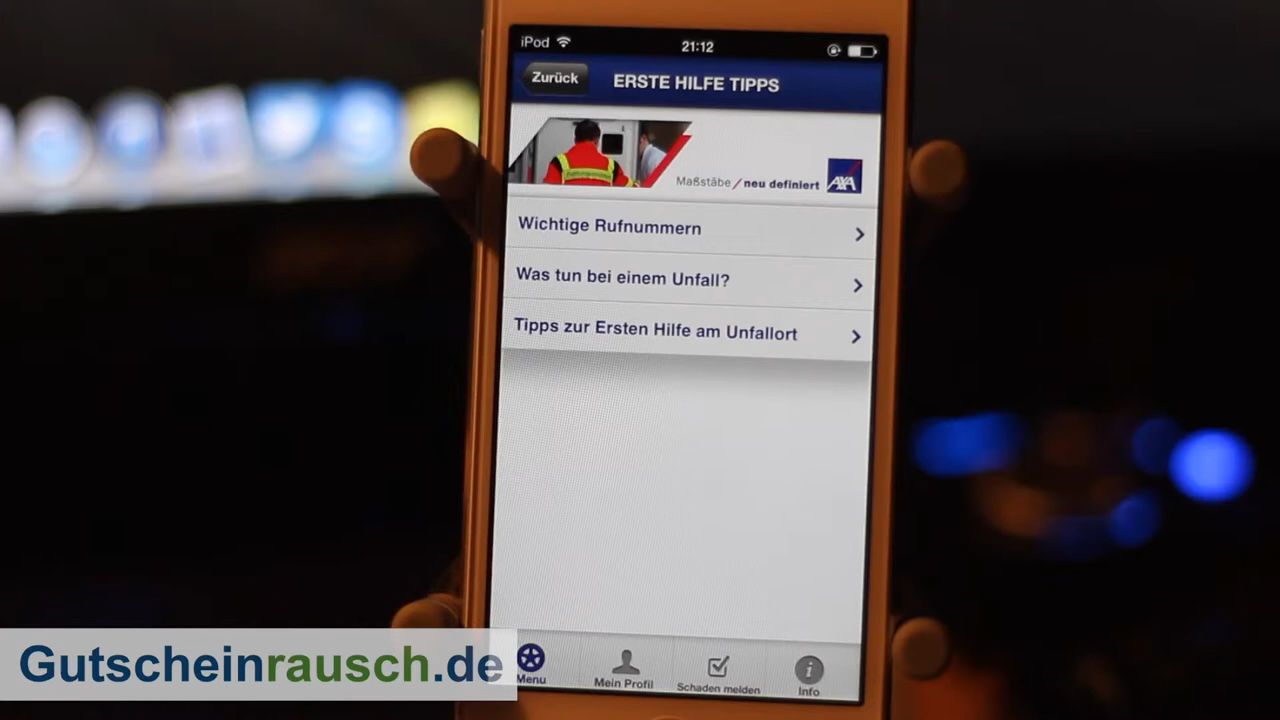 iPod 21:12
Zurück ERSTE HILFE TIPPS
Maßstäbe / neu definiert AXA
Wichtige Rufnummern
Was tun bei einem Unfall?
Tipps zur Ersten Hilfe am Unfallort
Menu Mein Profil Schaden melden Info
Gutscheinrausch.de